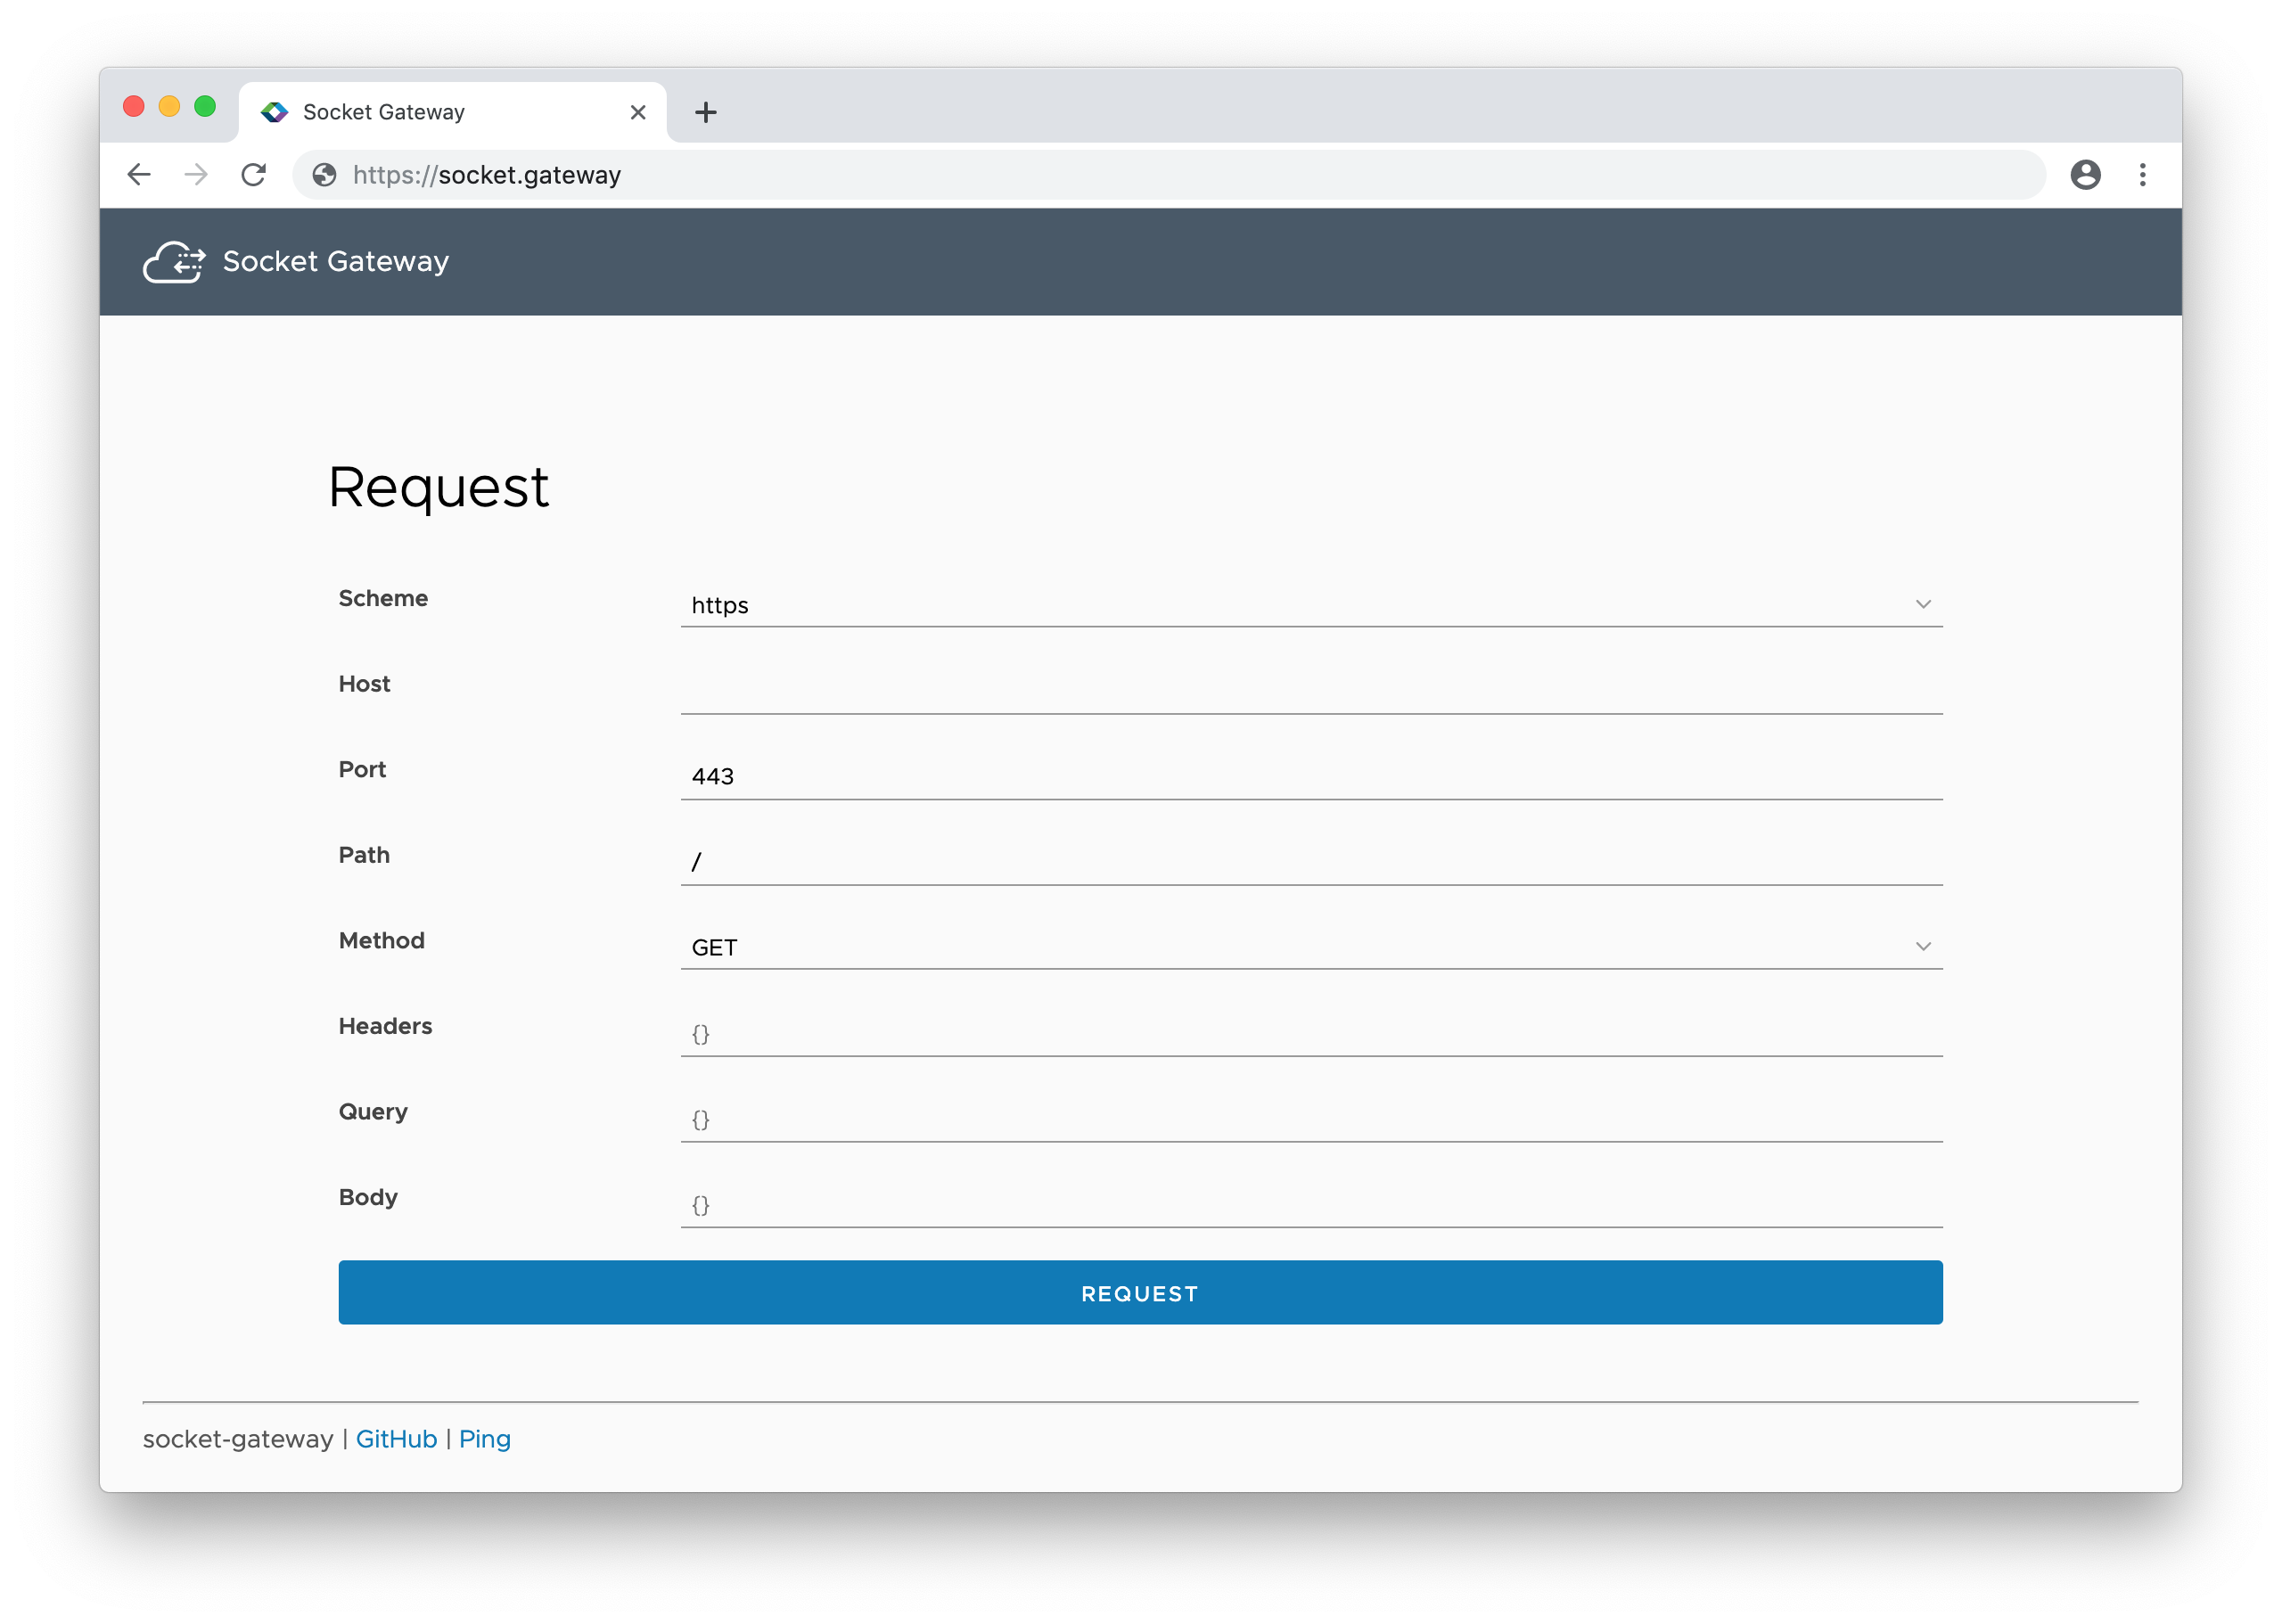 Socket Gateway
https://socket.gateway
Socket Gateway
Request
Scheme https
Host
Port 443
Path /
Method GET
Headers {}
Query {}
Body {}
REQUEST
socket-gateway | GitHub | Ping